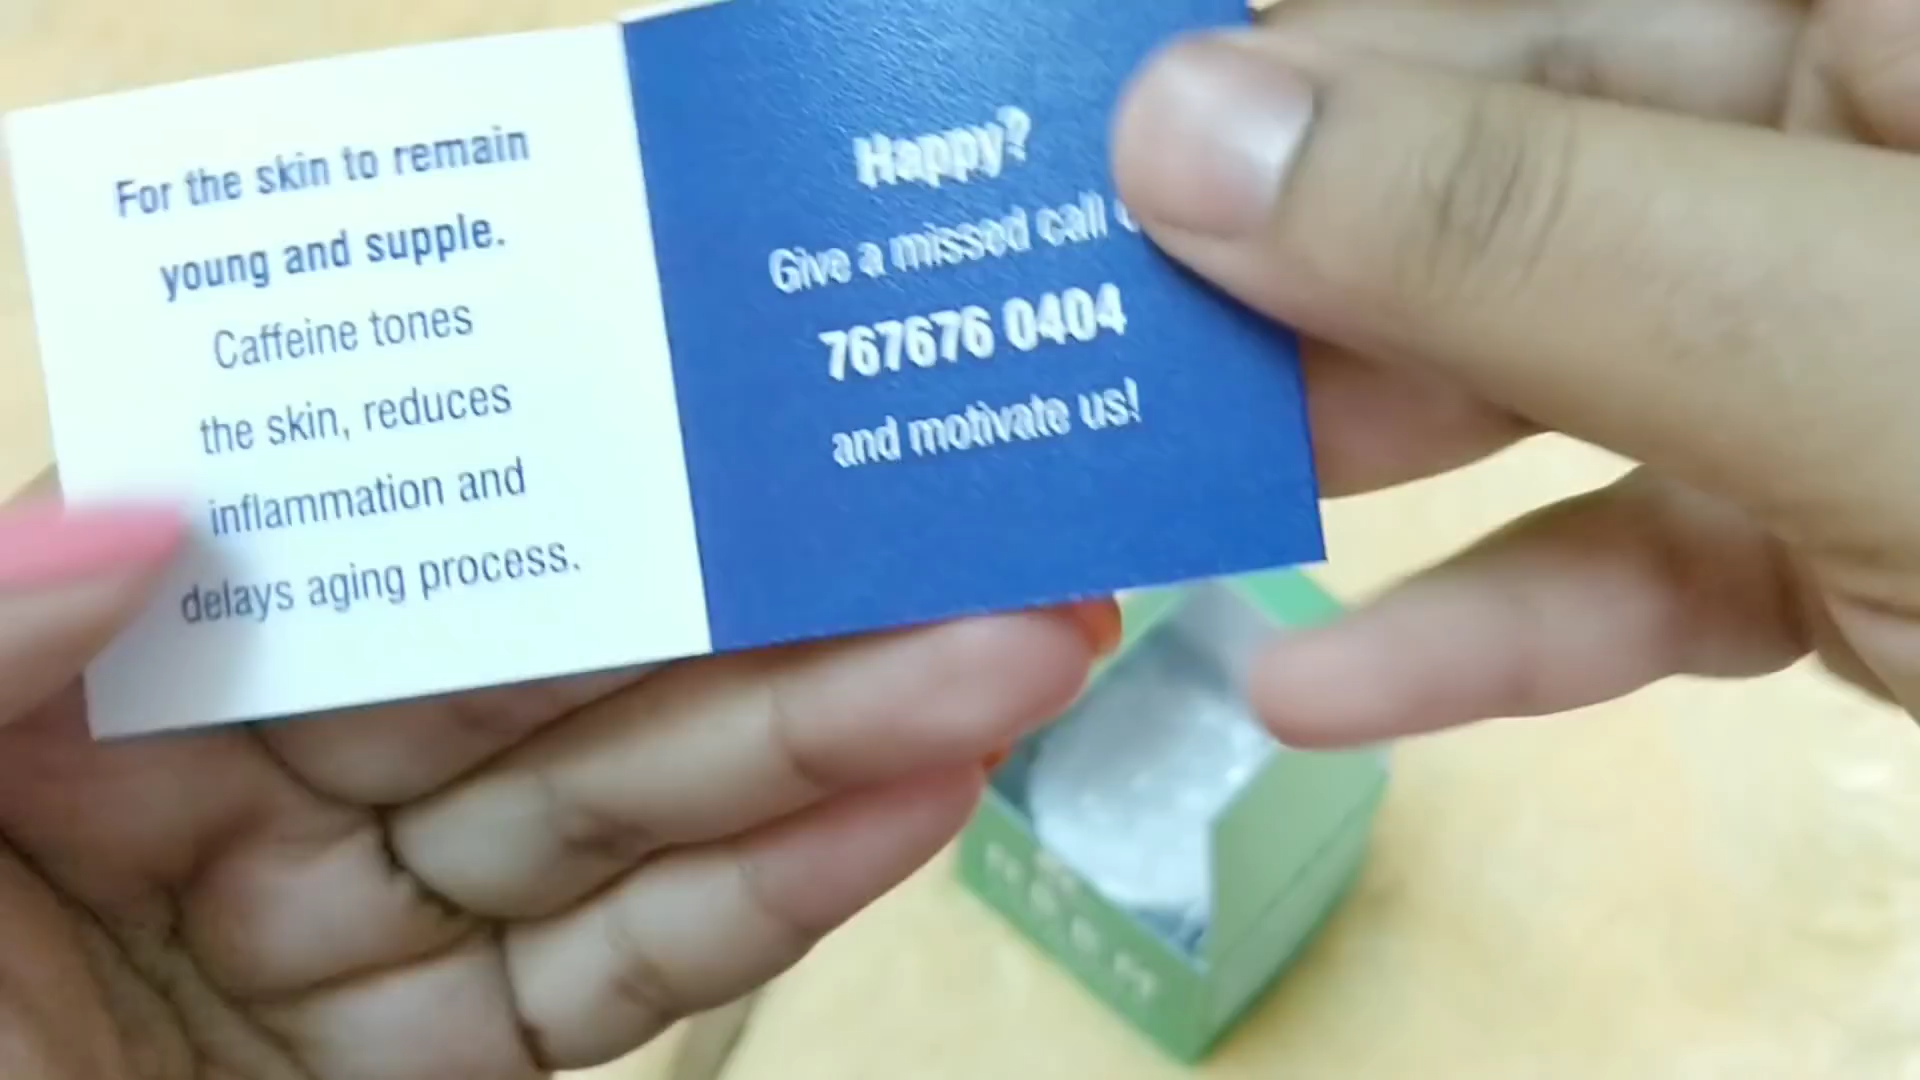 For the skin to remain
young and supple.
Caffeine tones
the skin, reduces
inflammation and
delays aging process.
Happy?
Give a missed call
767676 0404
and motivate us!